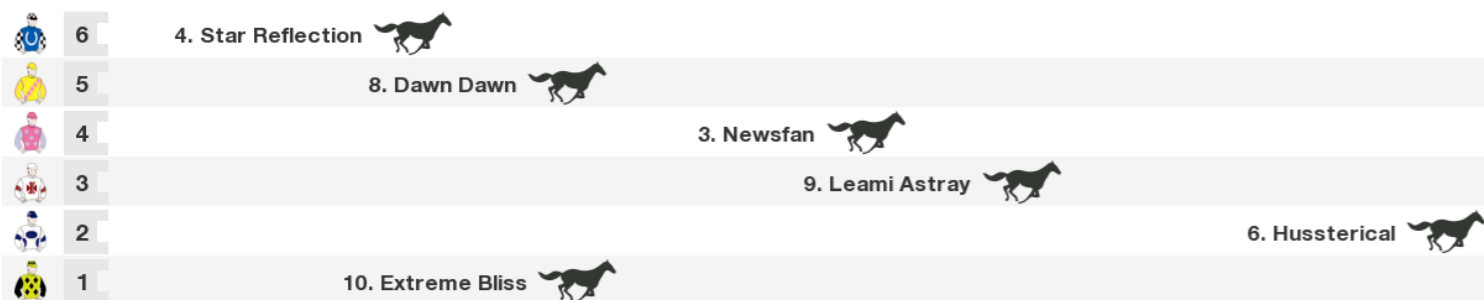 6 4. Star Reflection
5 8. Dawn Dawn
4 3. Newsfan
3 9. Leami Astray
2 6. Hussterical
1 10. Extreme Bliss